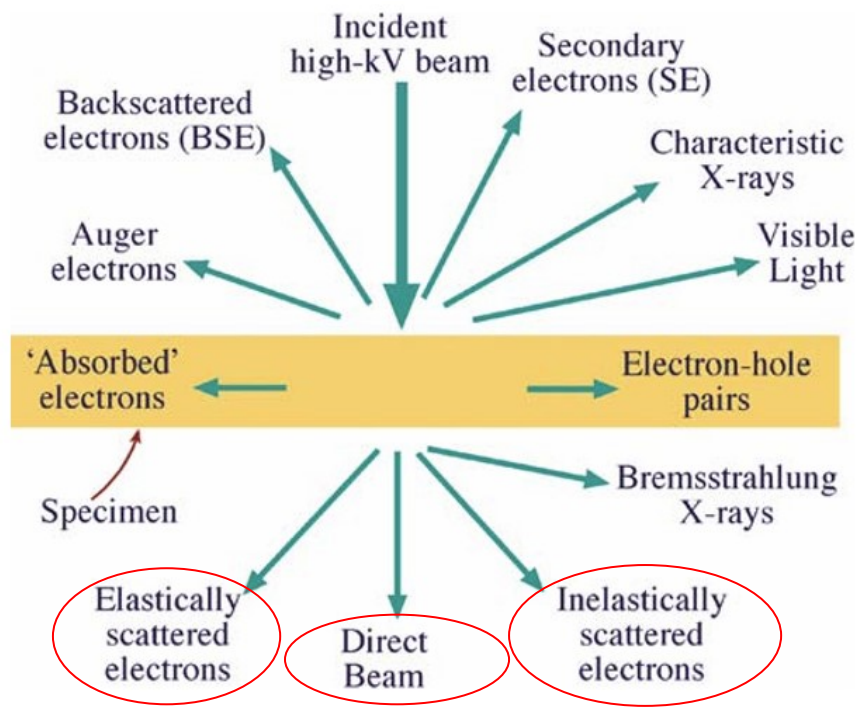 Incident
high-kV beam
Secondary
electrons (SE)
Backscattered
electrons (BSE)
Characteristic
X-rays
Auger
electrons
Visible
Light
‘Absorbed’
electrons
Electron-hole
pairs
Specimen
Bremsstrahlung
X-rays
Elastically
scattered
electrons
Direct
Beam
Inelastically
scattered
electrons